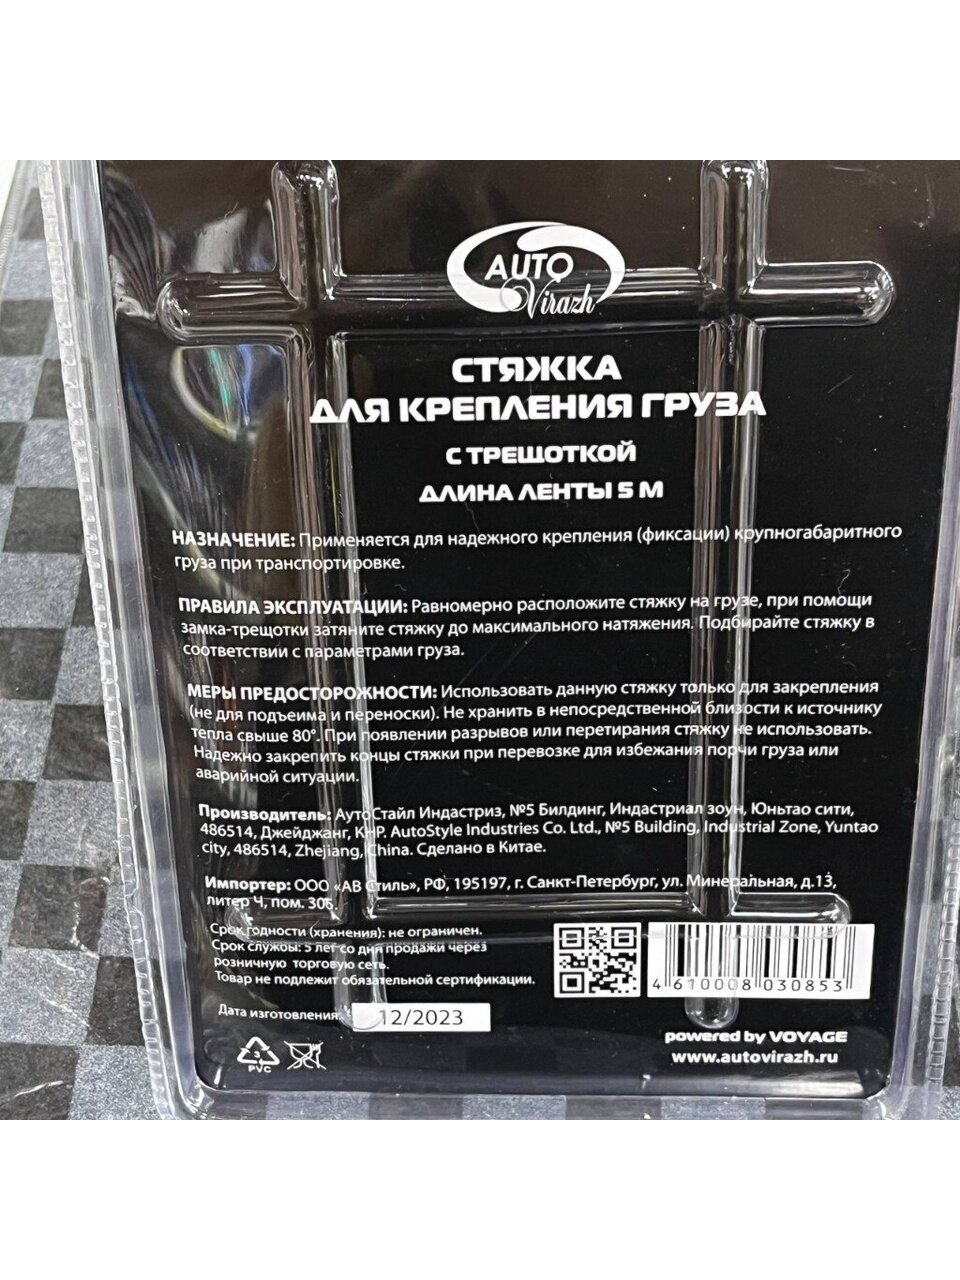 AUTO
Virazh
СТЯЖКА
ДЛЯ КРЕПЛЕНИЯ ГРУЗА
С ТРЕЩОТКОЙ
ДЛИНА ЛЕНТЫ 5 М
НАЗНАЧЕНИЕ: Применяется для надежного крепления (фиксации) крупногабаритного
груза при транспортировке.
ПРАВИЛА ЭКСПЛУАТАЦИИ: Равномерно расположите стяжку на грузе, при помощи
замка-трещотки затяните стяжку до максимального натяжения. Подбирайте стяжку в
соответствии с параметрами груза.
МЕРЫ ПРЕДОСТОРОЖНОСТИ: Использовать данную стяжку только для закрепления
(не для подъема и переноски). Не хранить в непосредственной близости к источнику
тепла свыше 80°. При появлении разрывов или перетирания стяжку не использовать.
Надежно закрепить концы стяжки при перевозке для избежания порчи груза или
аварийной ситуации.
Производитель: АутоСтайл Индастриз, №5 Билдинг, Индастриал зоун, Юньтао сити,
486514, Джейджанг, КНР. AutoStyle Industries Co. Ltd., №5 Building, Industrial Zone, Yuntao
city, 486514, Zhejiang, China. Сделано в Китае.
Импортер: ООО «АВ Стиль», РФ, 195197, г. Санкт-Петербург, ул. Минеральная, д.13,
литер Ч, пом. 306.
Срок годности (хранения): не ограничен.
Срок службы: 5 лет со дня продажи через
розничную торговую сеть.
Товар не подлежит обязательной сертификации.
Дата изготовления: 12/2023
4 610008 030853
3
PVC
powered by VOYAGE
www.autovirazh.ru